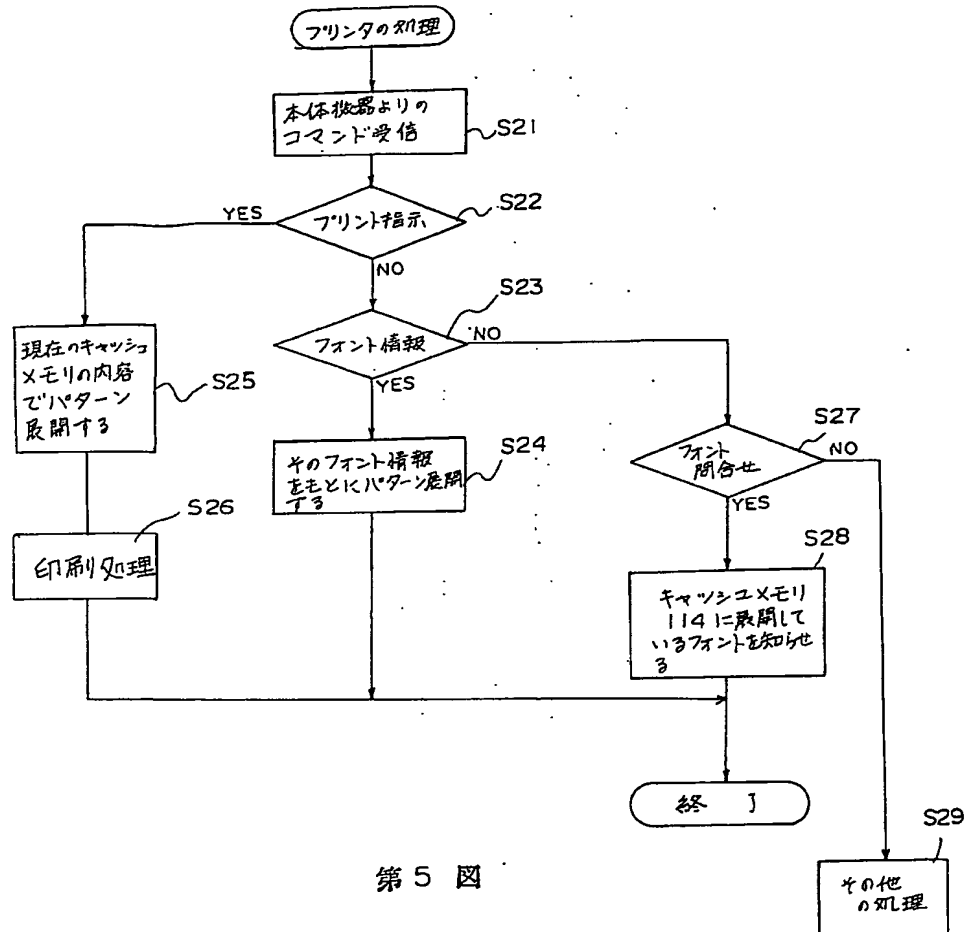 プリンタの処理
本体機器よりの
コマンド受信
S21
プリント指示
S22
YES
NO
フォント情報
S23
NO
YES
現在のキャッシュ
メモリの内容
でパターン
展開する
S25
そのフォント情報
をもとにパターン展開
する
S24
フォント
問合せ
S27
NO
YES
印刷処理
S26
キャッシュメモリ
114に展開して
いるフォントを知らせ
る
S28
終 了
その他
の処理
S29
第5図